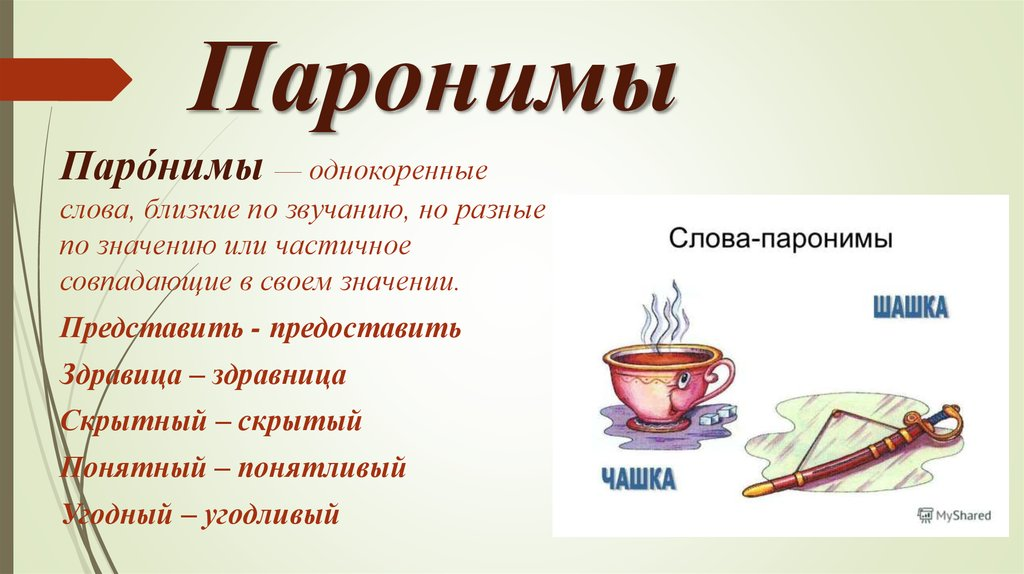 Паронимы
Паро́нимы — однокоренные
слова, близкие по звучанию, но разные
по значению или частичное
совпадающие в своем значении.
Представить - предоставить
Здравица – здравница
Скрытный – скрытый
Понятный – понятливый
Угодный – угодливый
Слова-паронимы
ШАШКА
ЧАШКА
MyShared